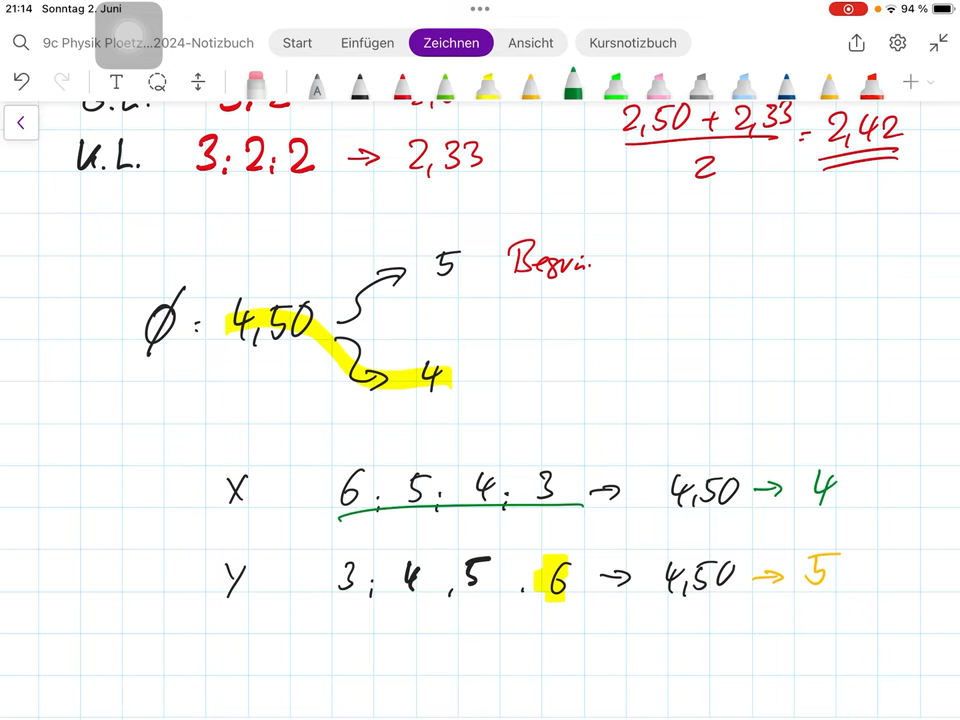 21:14 Sonntag 2. Juni
94 %
9c Physik Ploetz...2024-Notizbuch
Start Einfügen Zeichnen Ansicht Kursnotizbuch
2,50 + 2,33
2
= 2,42
K.L. 3; 2; 2 → 2,33
5 Begrü.
Ø : 4,50
4
X 6; 5; 4; 3 → 4,50 → 4
Y 3; 4, 5. 6 → 4,50 → 5